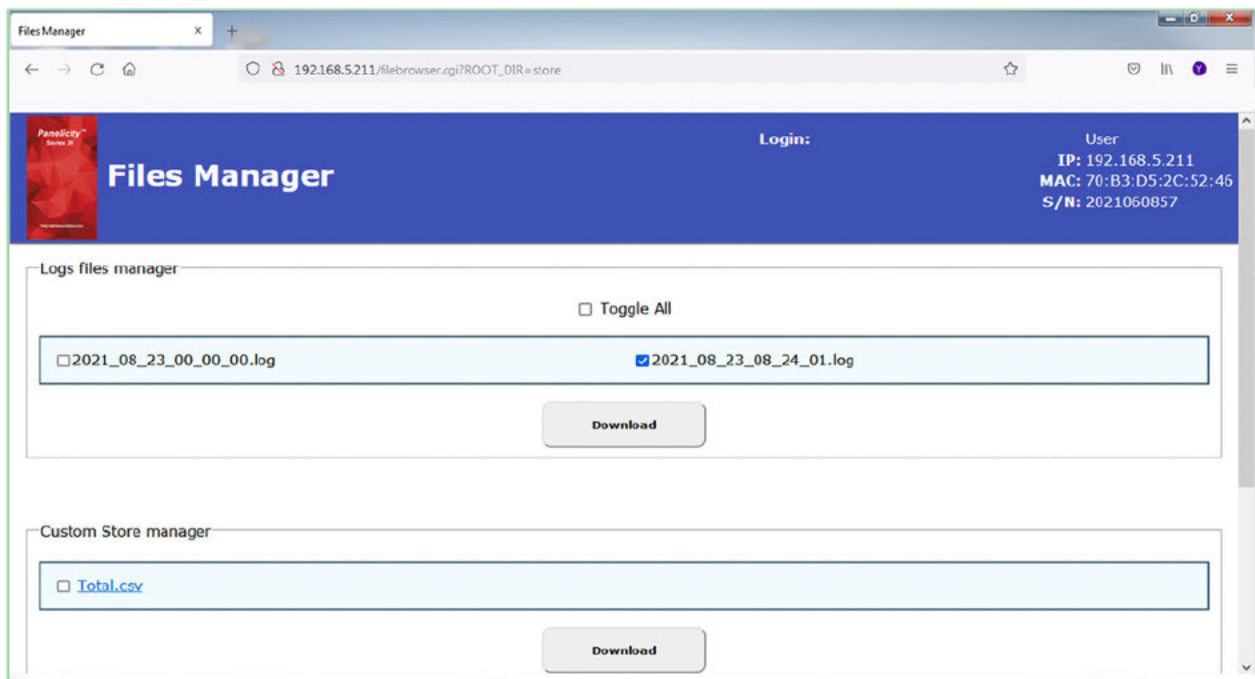 Files Manager
192.168.5.211/filebrowser.cgi?ROOT_DIR=store
Y
Panelicity™
Files Manager
Login:
User
IP: 192.168.5.211
MAC: 70:B3:D5:2C:52:46
S/N: 2021060857
Logs files manager
Toggle All
2021_08_23_00_00_00.log
2021_08_23_08_24_01.log
Download
Custom Store manager
Total.csv
Download